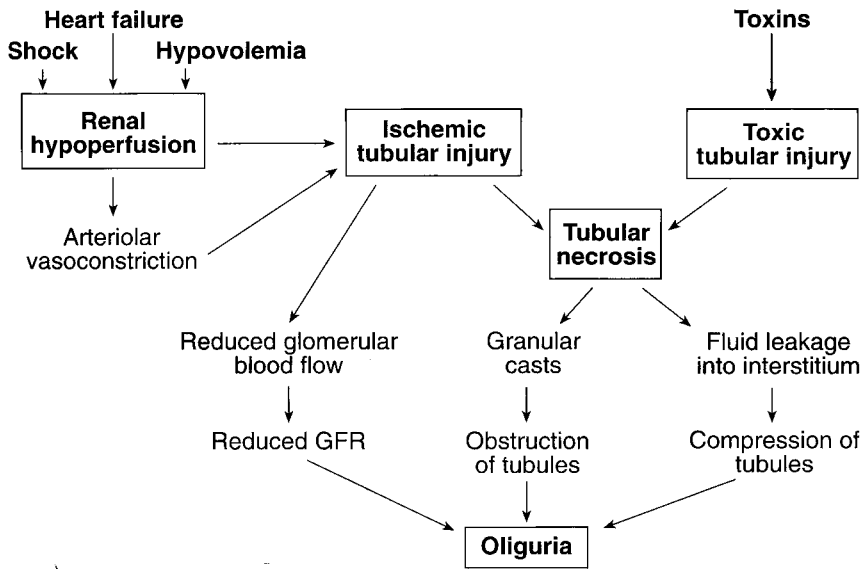 Heart failure
Shock
Hypovolemia
Toxins
Renal
hypoperfusion
Ischemic
tubular injury
Toxic
tubular injury
Arteriolar
vasoconstriction
Tubular
necrosis
Reduced glomerular
blood flow
Granular
casts
Fluid leakage
into interstitium
Reduced GFR
Obstruction
of tubules
Compression of
tubules
Oliguria